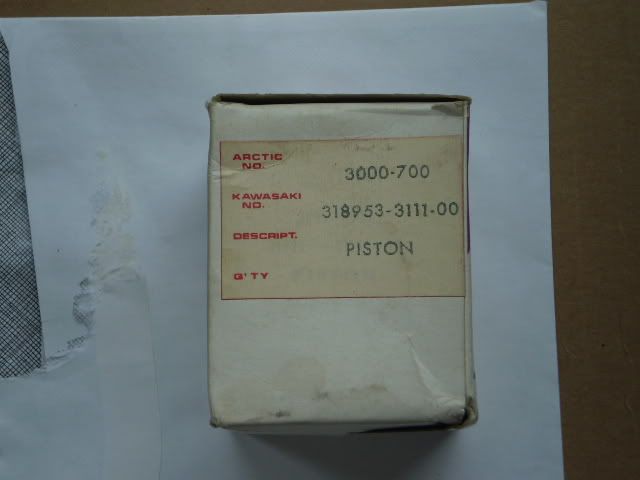 ARCTIC NO. 3000-700
KAWASAKI NO. 318953-3111-00
DESCRIPT. PISTON
Q'TY